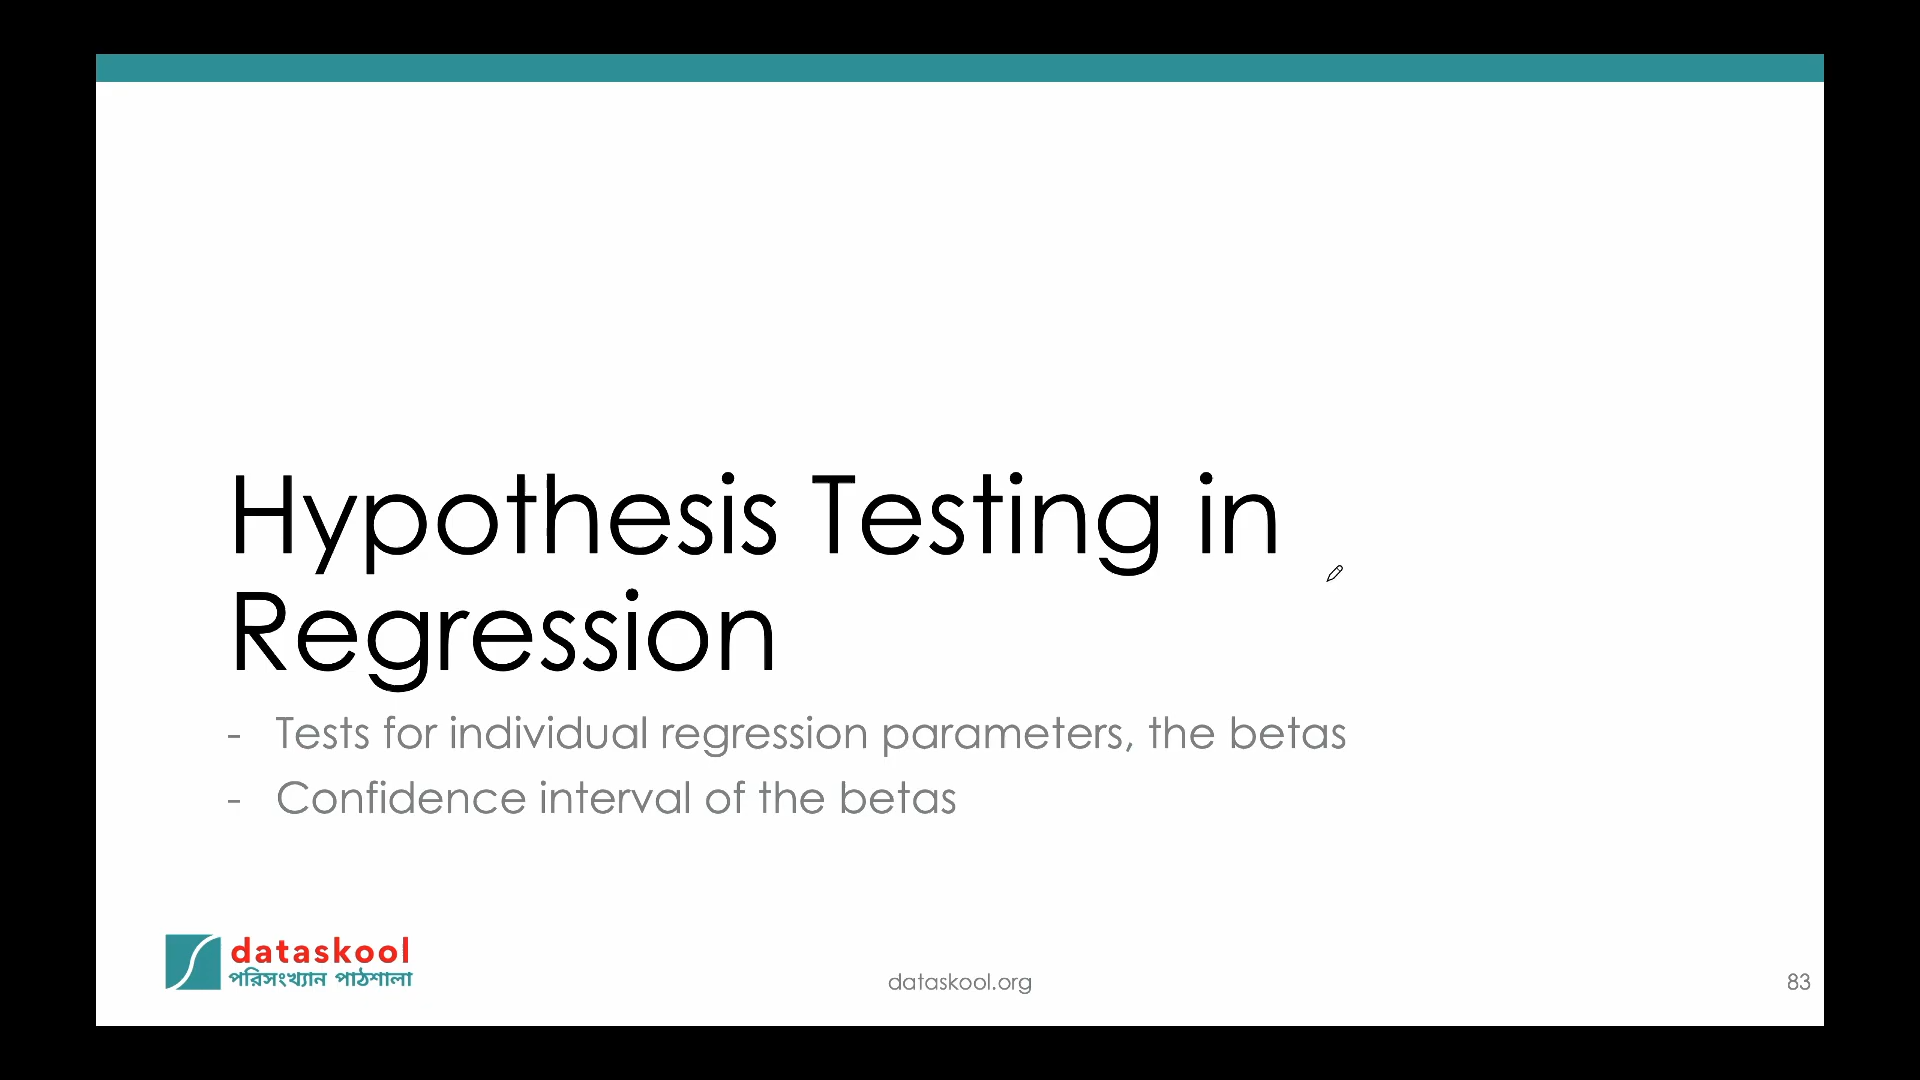 Hypothesis Testing in
Regression
- Tests for individual regression parameters, the betas
- Confidence interval of the betas
dataskool
পরিসংখ্যান পাঠশালা
dataskool.org
83